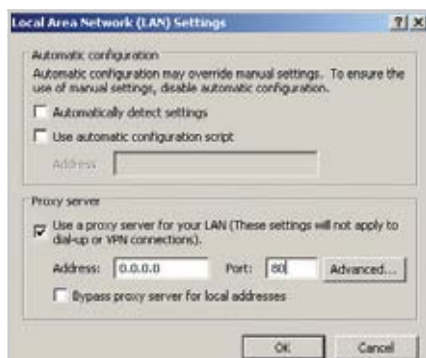 Local Area Network (LAN) Settings
Automatic configuration
Automatic configuration may override manual settings. To ensure the
use of manual settings, disable automatic configuration.
Automatically detect settings
Use automatic configuration script
Address
Proxy server
Use a proxy server for your LAN (These settings will not apply to
dial-up or VPN connections).
Address: 0.0.0.0 Port: 80 Advanced...
Bypass proxy server for local addresses
OK Cancel